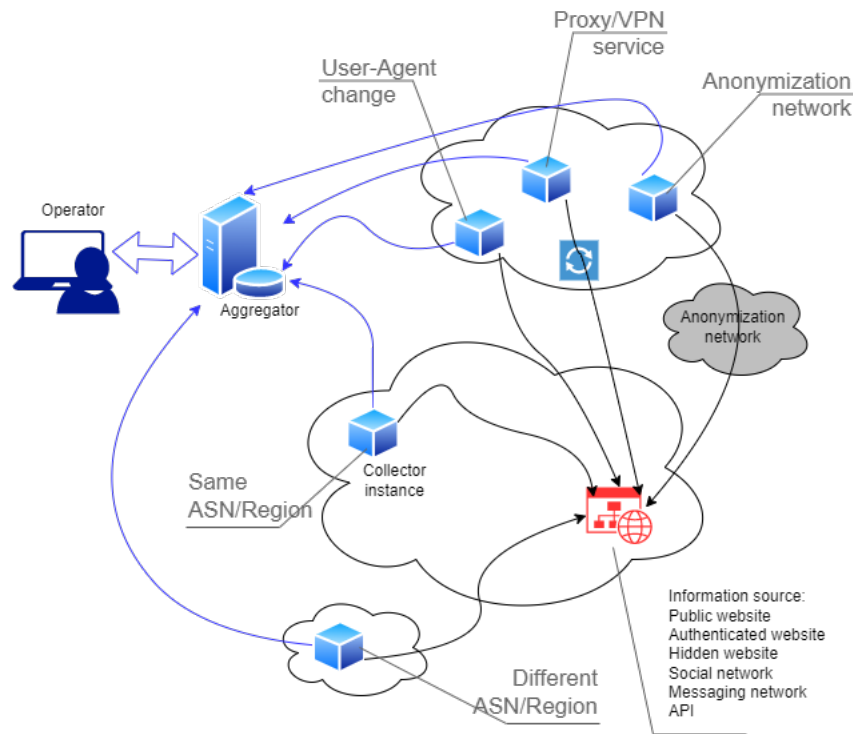 Proxy/VPN
service
User-Agent
change
Anonymization
network
Operator
Aggregator
Anonymization
network
Same
ASN/Region
Collector
instance
Information source:
Public website
Authenticated website
Hidden website
Social network
Messaging network
API
Different
ASN/Region